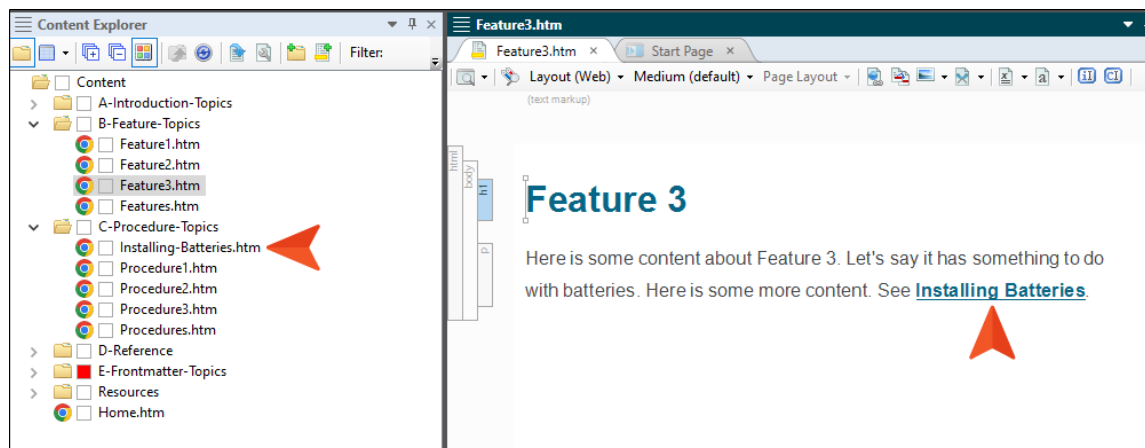 Content Explorer
Filter:
Content
A-Introduction-Topics
B-Feature-Topics
Feature1.htm
Feature2.htm
Feature3.htm
Features.htm
C-Procedure-Topics
Installing-Batteries.htm
Procedure1.htm
Procedure2.htm
Procedure3.htm
Procedures.htm
D-Reference
E-Frontmatter-Topics
Resources
Home.htm
Feature3.htm
Feature3.htm Start Page
Layout (Web) Medium (default) Page Layout
(text markup)
html
body
h1
p
Feature 3
Here is some content about Feature 3. Let's say it has something to do
with batteries. Here is some more content. See Installing Batteries.